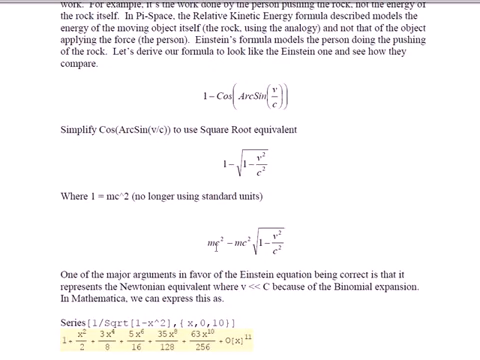 work. For example, it's the work done by the person pushing the rock, not the energy of
the rock itself. In Pi-Space, the Relative Kinetic Energy formula described models the
energy of the moving object itself (the rock, using the analogy) and not that of the object
applying the force (the person). Einstein's formula models the person doing the pushing
of the rock. Let's derive our formula to look like the Einstein one and see how they
compare.
1 − Cos(ArcSin(v/c))
Simplify Cos(ArcSin(v/c)) to use Square Root equivalent
1 − √(1 − v²/c²)
Where 1 = mc^2 (no longer using standard units)
mc² − mc² √(1 − v²/c²)
One of the major arguments in favor of the Einstein equation being correct is that it
represents the Newtonian equivalent where v << C because of the Binomial expansion.
In Mathematica, we can express this as.
Series[1/Sqrt[1-x^2],{x,0,10}]
1 + x²/2 + 3x⁴/8 + 5x⁶/16 + 35x⁸/128 + 63x¹⁰/256 + O[x]¹¹